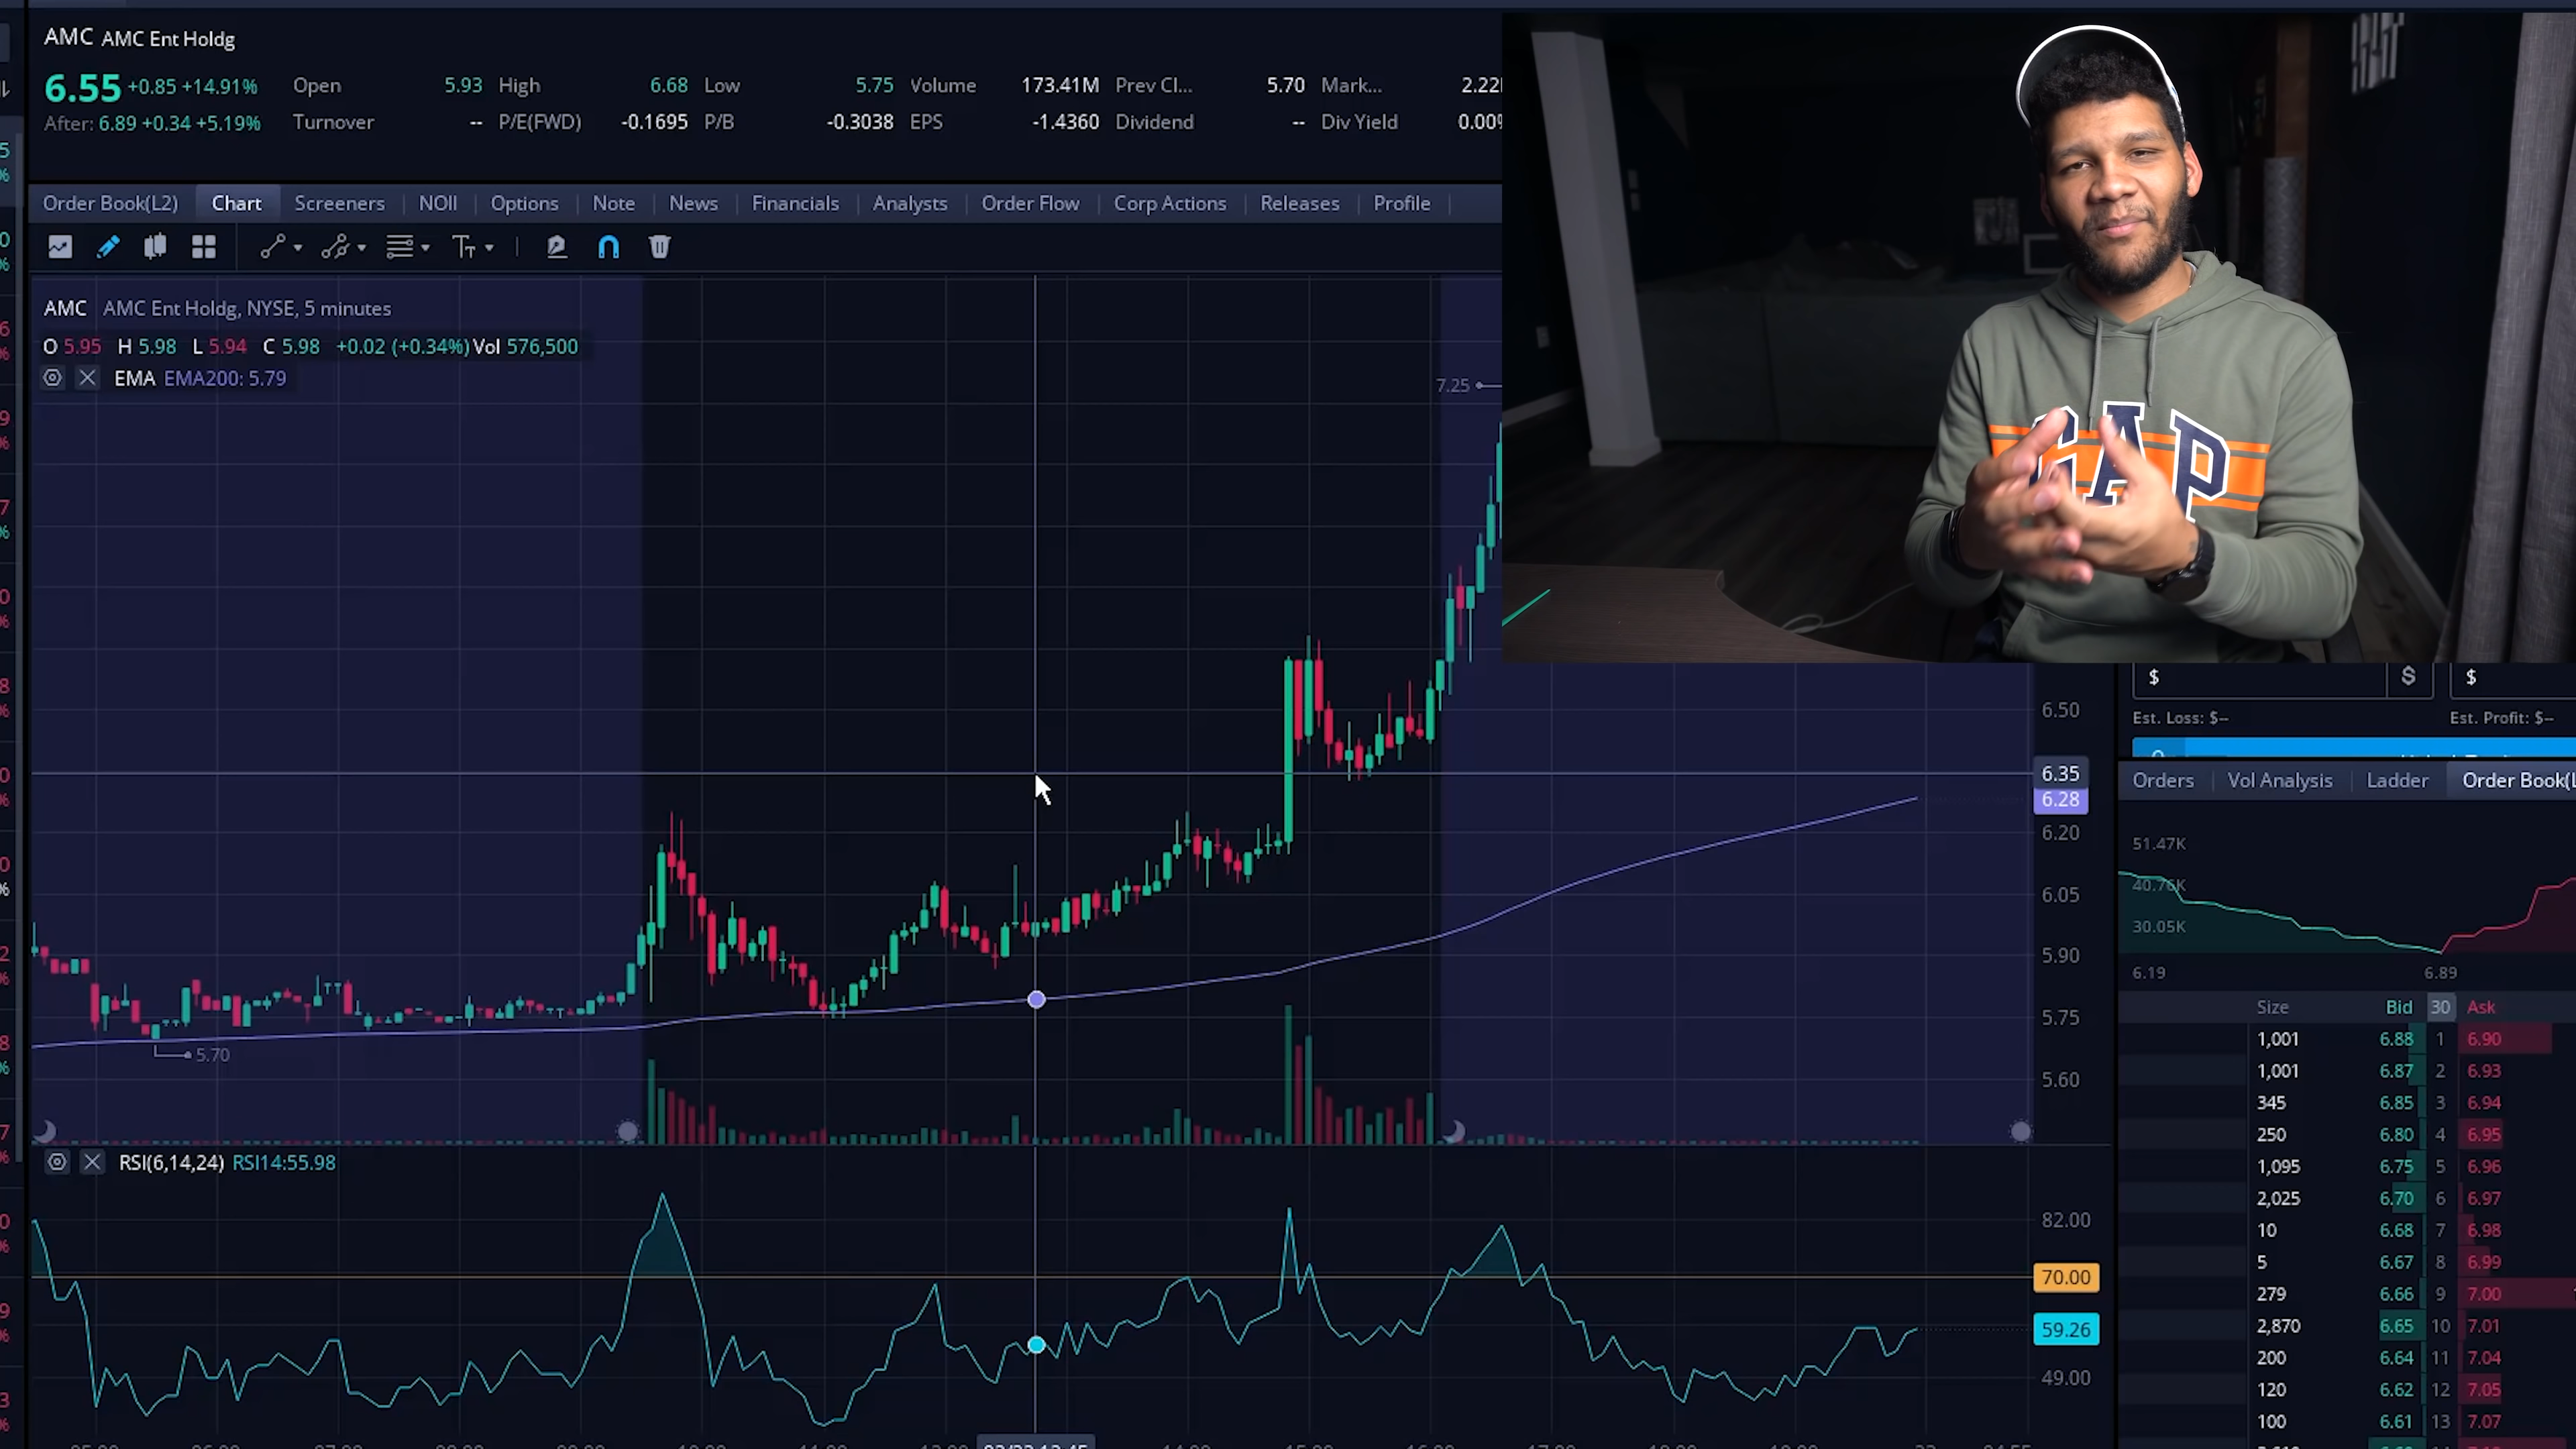 AMC AMC Ent Holdg
6.55 +0.85 +14.91% Open 5.93 High 6.68 Low 5.75 Volume 173.41M Prev Cl... 5.70 Mark...
After: 6.89 +0.34 +5.19% Turnover -- P/E(FWD) -0.1695 P/B -0.3038 EPS -1.4360 Dividend -- Div Yield 0.00%
Order Book(L2) Chart Screeners NOII Options Note News Financials Analysts Order Flow Corp Actions Releases Profile
AMC AMC Ent Holdg, NYSE, 5 minutes
O 5.95 H 5.98 L 5.94 C 5.98 +0.02 (+0.34%) Vol 576,500
EMA EMA200: 5.79
7.25
GAP
$ $ $
Est. Loss: $-- Est. Profit: $--
6.50
6.35
6.28
6.20
6.05
5.90
5.75
5.60
5.70
Orders Vol Analysis Ladder Order Book(L
51.47K
40.76K
30.05K
6.19 6.89
Size Bid 30 Ask
1,001 6.88 1 6.90
1,001 6.87 2 6.93
345 6.85 3 6.94
250 6.80 4 6.95
1,095 6.75 5 6.96
2,025 6.70 6 6.97
10 6.68 7 6.98
5 6.67 8 6.99
279 6.66 9 7.00
2,870 6.65 10 7.01
200 6.64 11 7.04
120 6.62 12 7.05
100 6.61 13 7.07
RSI(6,14,24) RSI14:55.98
82.00
70.00
59.26
49.00